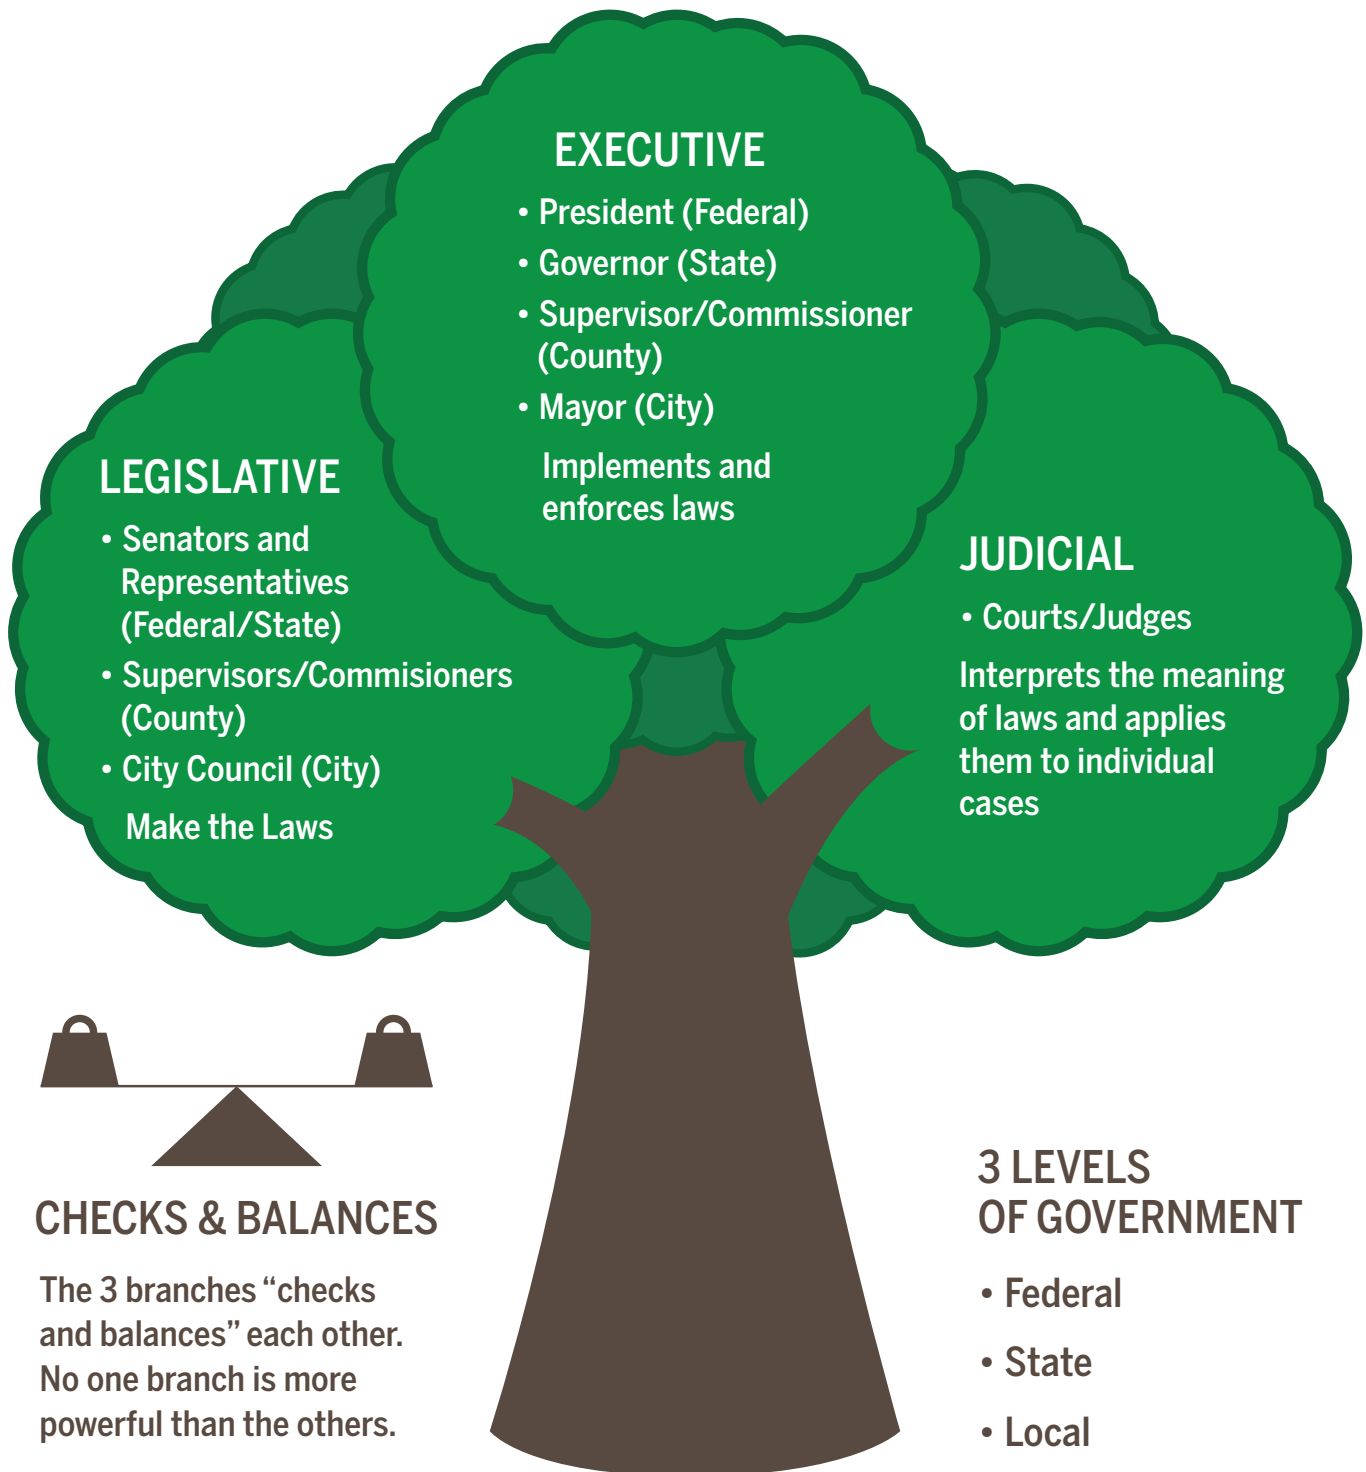 EXECUTIVE
• President (Federal)
• Governor (State)
• Supervisor/Commissioner
(County)
• Mayor (City)
Implements and
enforces laws
LEGISLATIVE
• Senators and
Representatives
(Federal/State)
• Supervisors/Commisioners
(County)
• City Council (City)
Make the Laws
JUDICIAL
• Courts/Judges
Interprets the meaning
of laws and applies
them to individual
cases
CHECKS & BALANCES
The 3 branches “checks
and balances” each other.
No one branch is more
powerful than the others.
3 LEVELS
OF GOVERNMENT
• Federal
• State
• Local